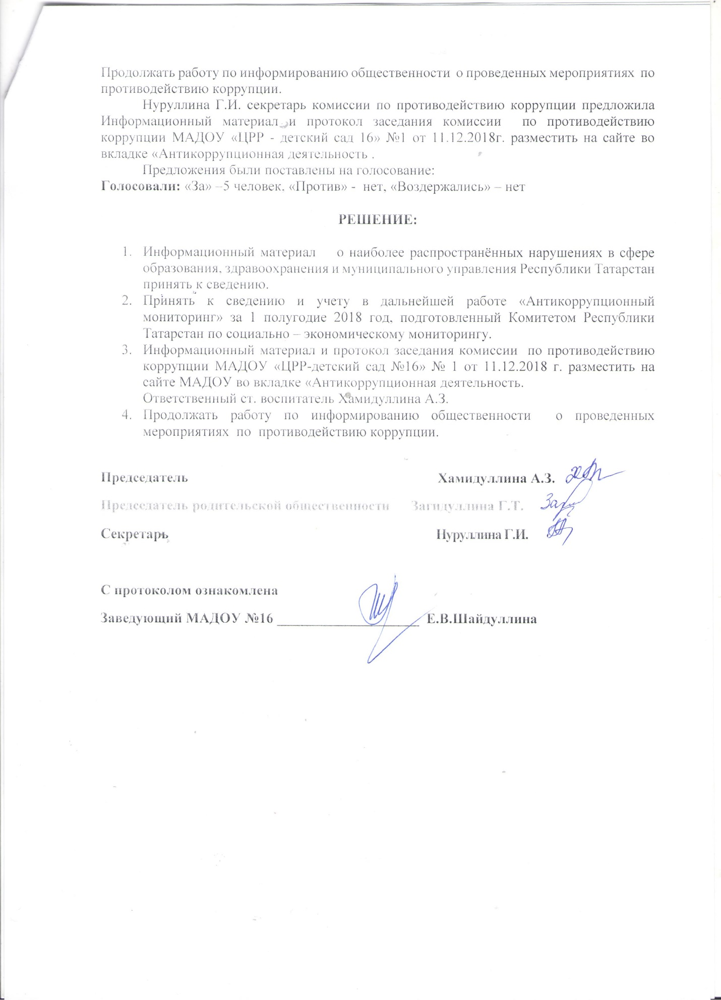 Продолжать работу по информированию общественности о проведенных мероприятиях по
противодействию коррупции.
Нуруллина Г.И. секретарь комиссии по противодействию коррупции предложила
Информационный материал и протокол заседания комиссии по противодействию
коррупции МАДОУ «ЦРР - детский сад 16» №1 от 11.12.2018г. разместить на сайте во
вкладке «Антикоррупционная деятельность .
Предложения были поставлены на голосование:
Голосовали: «За» –5 человек, «Против» - нет, «Воздержались» – нет
РЕШЕНИЕ:
1. Информационный материал о наиболее распространённых нарушениях в сфере
образования, здравоохранения и муниципального управления Республики Татарстан
принять к сведению.
2. Принять к сведению и учету в дальнейшей работе «Антикоррупционный
мониторинг» за 1 полугодие 2018 год, подготовленный Комитетом Республики
Татарстан по социально – экономическому мониторингу.
3. Информационный материал и протокол заседания комиссии по противодействию
коррупции МАДОУ «ЦРР-детский сад №16» № 1 от 11.12.2018 г. разместить на
сайте МАДОУ во вкладке «Антикоррупционная деятельность.
Ответственный ст. воспитатель Хамидуллина А.З.
4. Продолжать работу по информированию общественности о проведенных
мероприятиях по противодействию коррупции.
Председатель Хамидуллина А.З.
Председатель родительской общественности Загидуллина Г.Т.
Секретарь Нуруллина Г.И.
С протоколом ознакомлена
Заведующий МАДОУ №16 ____________________ Е.В.Шайдуллина